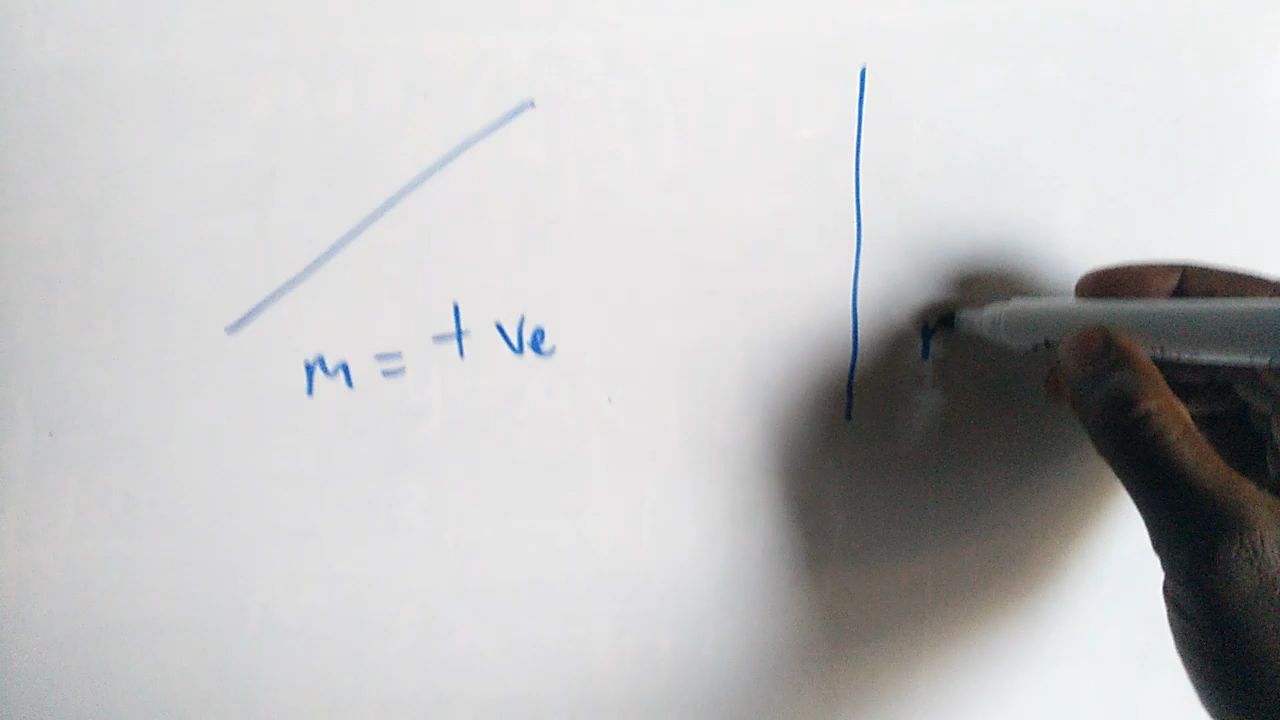 m = + ve